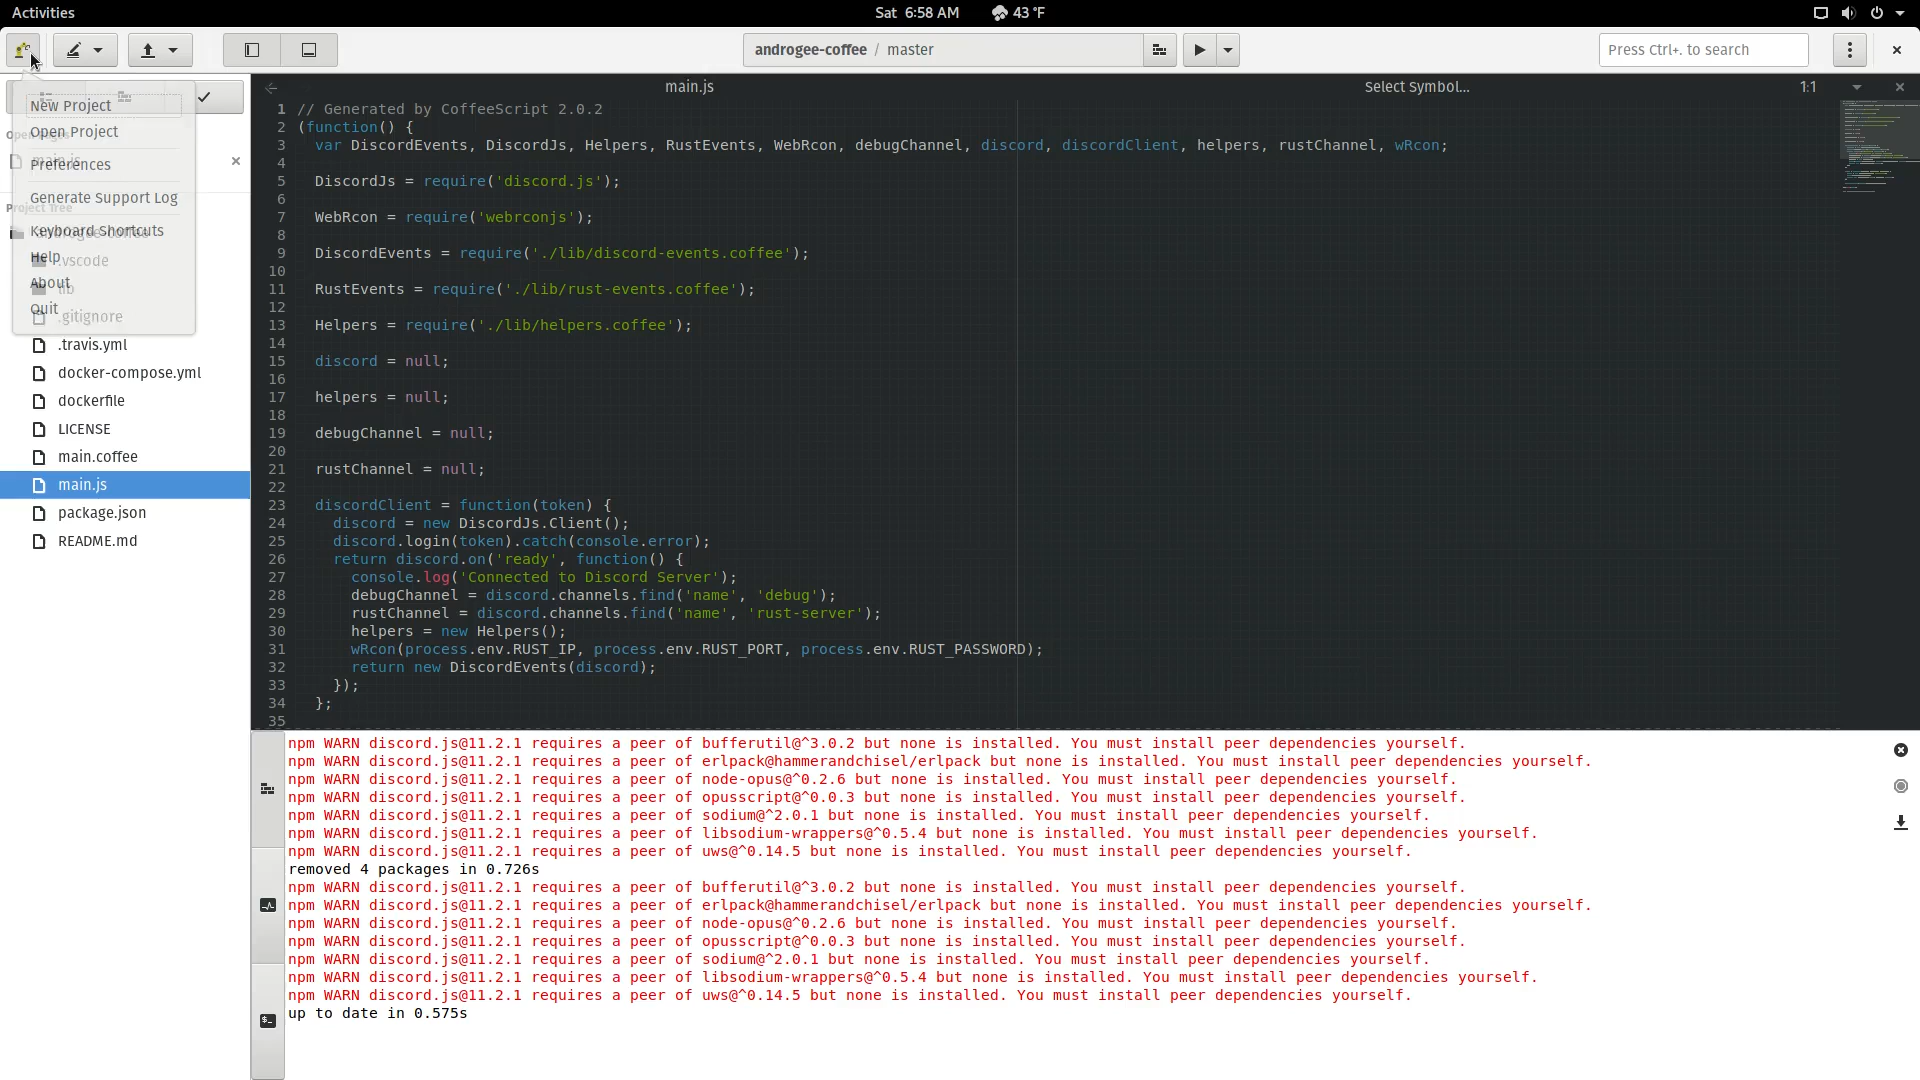 Activities
Sat 6:58 AM
43 °F
androgee-coffee / master
Press Ctrl+. to search
New Project
Open Project
Preferences
Generate Support Log
Project Tree
Keyboard Shortcuts
Help
.vscode
About
lib
Quit
.gitignore
.travis.yml
docker-compose.yml
dockerfile
LICENSE
main.coffee
main.js
package.json
README.md
main.js
Select Symbol...
1:1
1 // Generated by CoffeeScript 2.0.2
2 (function() {
3 var DiscordEvents, DiscordJs, Helpers, RustEvents, WebRcon, debugChannel, discord, discordClient, helpers, rustChannel, wRcon;
4
5 DiscordJs = require('discord.js');
6
7 WebRcon = require('webrconjs');
8
9 DiscordEvents = require('./lib/discord-events.coffee');
10
11 RustEvents = require('./lib/rust-events.coffee');
12
13 Helpers = require('./lib/helpers.coffee');
14
15 discord = null;
16
17 helpers = null;
18
19 debugChannel = null;
20
21 rustChannel = null;
22
23 discordClient = function(token) {
24 discord = new DiscordJs.Client();
25 discord.login(token).catch(console.error);
26 return discord.on('ready', function() {
27 console.log('Connected to Discord Server');
28 debugChannel = discord.channels.find('name', 'debug');
29 rustChannel = discord.channels.find('name', 'rust-server');
30 helpers = new Helpers();
31 wRcon(process.env.RUST_IP, process.env.RUST_PORT, process.env.RUST_PASSWORD);
32 return new DiscordEvents(discord);
33 });
34 };
35
npm WARN discord.js@11.2.1 requires a peer of bufferutil@^3.0.2 but none is installed. You must install peer dependencies yourself.
npm WARN discord.js@11.2.1 requires a peer of erlpack@hammerandchisel/erlpack but none is installed. You must install peer dependencies yourself.
npm WARN discord.js@11.2.1 requires a peer of node-opus@^0.2.6 but none is installed. You must install peer dependencies yourself.
npm WARN discord.js@11.2.1 requires a peer of opusscript@^0.0.3 but none is installed. You must install peer dependencies yourself.
npm WARN discord.js@11.2.1 requires a peer of sodium@^2.0.1 but none is installed. You must install peer dependencies yourself.
npm WARN discord.js@11.2.1 requires a peer of libsodium-wrappers@^0.5.4 but none is installed. You must install peer dependencies yourself.
npm WARN discord.js@11.2.1 requires a peer of uws@^0.14.5 but none is installed. You must install peer dependencies yourself.
removed 4 packages in 0.726s
npm WARN discord.js@11.2.1 requires a peer of bufferutil@^3.0.2 but none is installed. You must install peer dependencies yourself.
npm WARN discord.js@11.2.1 requires a peer of erlpack@hammerandchisel/erlpack but none is installed. You must install peer dependencies yourself.
npm WARN discord.js@11.2.1 requires a peer of node-opus@^0.2.6 but none is installed. You must install peer dependencies yourself.
npm WARN discord.js@11.2.1 requires a peer of opusscript@^0.0.3 but none is installed. You must install peer dependencies yourself.
npm WARN discord.js@11.2.1 requires a peer of sodium@^2.0.1 but none is installed. You must install peer dependencies yourself.
npm WARN discord.js@11.2.1 requires a peer of libsodium-wrappers@^0.5.4 but none is installed. You must install peer dependencies yourself.
npm WARN discord.js@11.2.1 requires a peer of uws@^0.14.5 but none is installed. You must install peer dependencies yourself.
up to date in 0.575s